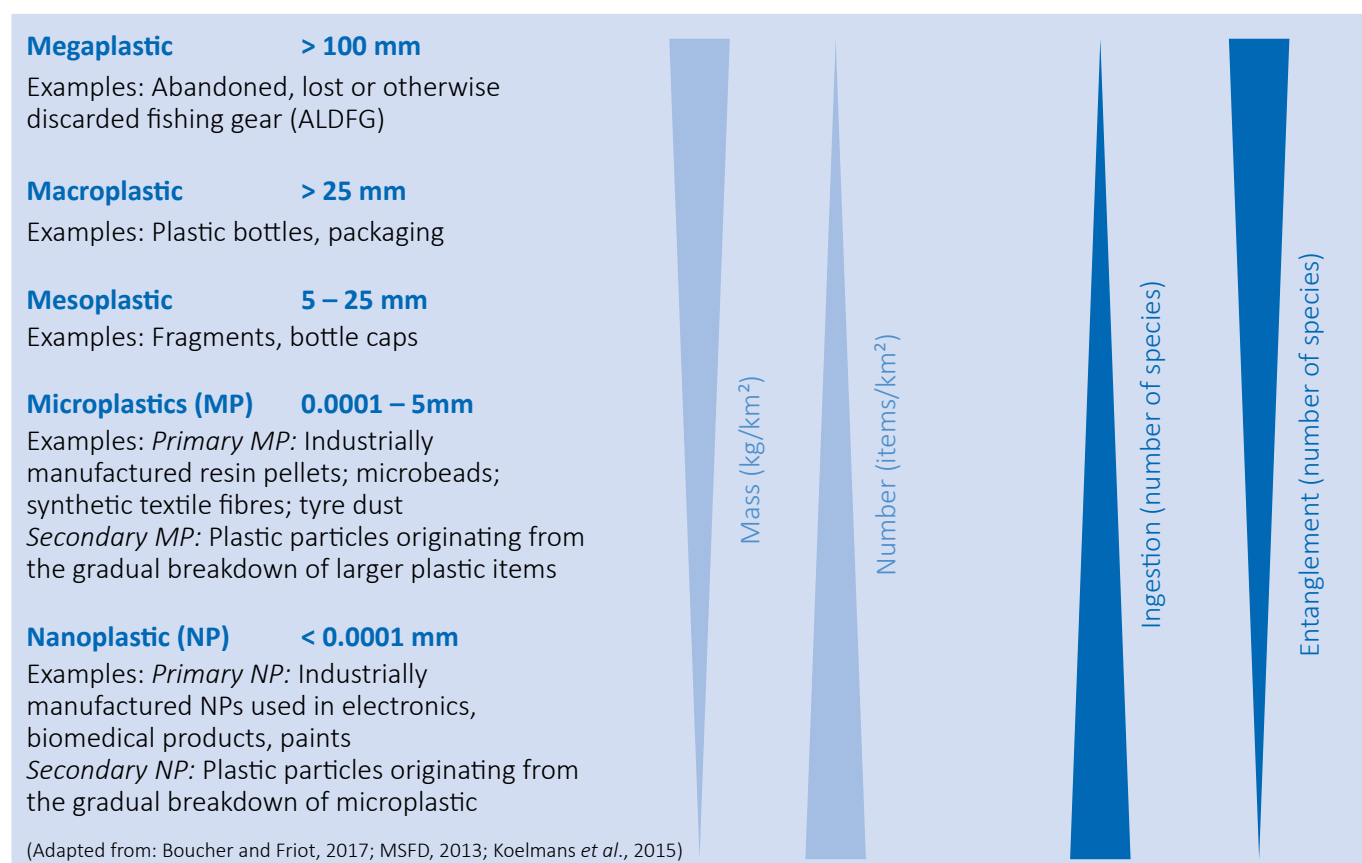 Megaplastic > 100 mm
Examples: Abandoned, lost or otherwise
discarded fishing gear (ALDFG)
Macroplastic > 25 mm
Examples: Plastic bottles, packaging
Mesoplastic 5 – 25 mm
Examples: Fragments, bottle caps
Microplastics (MP) 0.0001 – 5mm
Examples: Primary MP: Industrially
manufactured resin pellets; microbeads;
synthetic textile fibres; tyre dust
Secondary MP: Plastic particles originating from
the gradual breakdown of larger plastic items
Nanoplastic (NP) < 0.0001 mm
Examples: Primary NP: Industrially
manufactured NPs used in electronics,
biomedical products, paints
Secondary NP: Plastic particles originating from
the gradual breakdown of microplastic
(Adapted from: Boucher and Friot, 2017; MSFD, 2013; Koelmans et al., 2015)
Mass (kg/km²)
Number (items/km²)
Ingestion (number of species)
Entanglement (number of species)